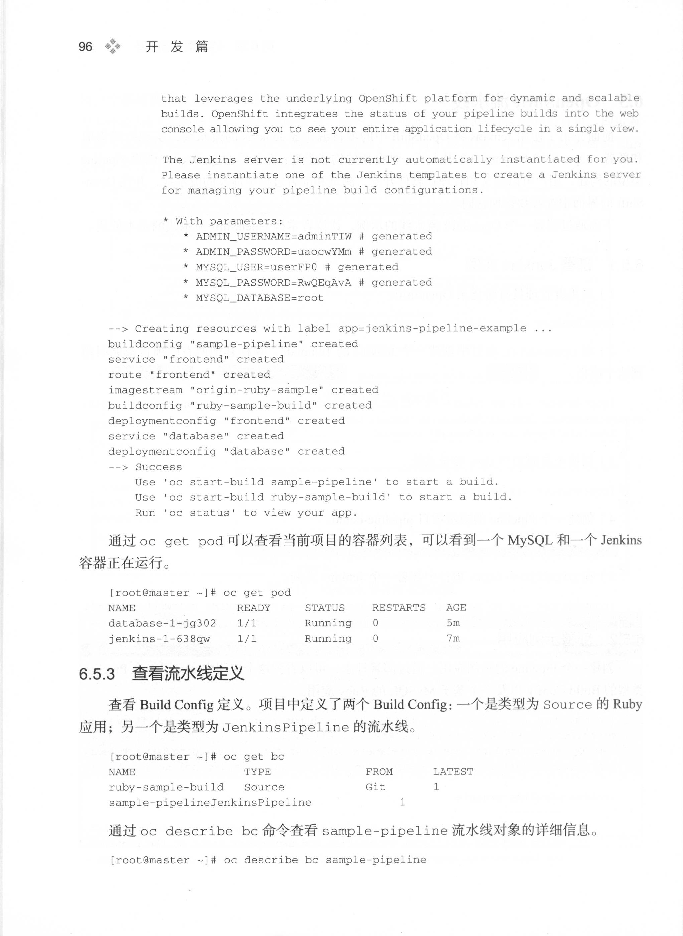 96 开 发 篇
that leverages the underlying OpenShift platform for dynamic and scalable
builds. OpenShift integrates the status of your pipeline builds into the web
console allowing you to see your entire application lifecycle in a single view.
The Jenkins server is not currently automatically instantiated for you.
Please instantiate one of the Jenkins templates to create a Jenkins server
for managing your pipeline build configurations.
* With parameters:
* ADMIN_USERNAME=adminTIW # generated
* ADMIN_PASSWORD=uaocwYMm # generated
* MYSQL_USER=userFP0 # generated
* MYSQL_PASSWORD=RwQEqAvA # generated
* MYSQL_DATABASE=root
--> Creating resources with label app=jenkins-pipeline-example ...
buildconfig "sample-pipeline" created
service "frontend" created
route "frontend" created
imagestream "origin-ruby-sample" created
buildconfig "ruby-sample-build" created
deploymentconfig "frontend" created
service "database" created
deploymentconfig "database" created
--> Success
Use 'oc start-build sample-pipeline' to start a build.
Use 'oc start-build ruby-sample-build' to start a build.
Run 'oc status' to view your app.
通过 oc get pod 可以查看当前项目的容器列表，可以看到一个 MySQL 和一个 Jenkins
容器正在运行。
[root@master ~]# oc get pod
NAME READY STATUS RESTARTS AGE
database-1-jg302 1/1 Running 0 5m
jenkins-1-638qw 1/1 Running 0 7m
6.5.3 查看流水线定义
查看 Build Config 定义。项目中定义了两个 Build Config：一个是类型为 Source 的 Ruby
应用；另一个是类型为 JenkinsPipeline 的流水线。
[root@master ~]# oc get bc
NAME TYPE FROM LATEST
ruby-sample-build Source Git 1
sample-pipelineJenkinsPipeline 1
通过 oc describe bc 命令查看 sample-pipeline 流水线对象的详细信息。
[root@master ~]# oc describe bc sample-pipeline